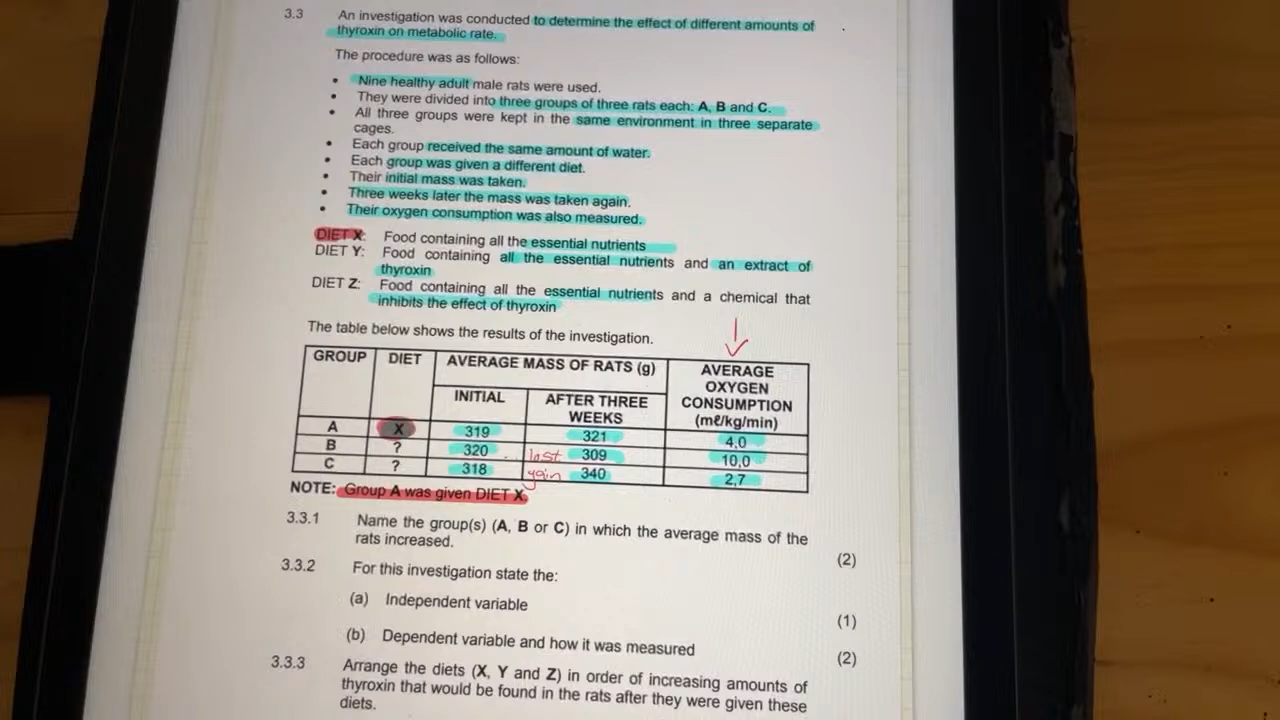 3.3 An investigation was conducted to determine the effect of different amounts of
thyroxin on metabolic rate.
The procedure was as follows:
• Nine healthy adult male rats were used.
• They were divided into three groups of three rats each: A, B and C.
• All three groups were kept in the same environment in three separate
cages.
• Each group received the same amount of water.
• Each group was given a different diet.
• Their initial mass was taken.
• Three weeks later the mass was taken again.
• Their oxygen consumption was also measured.
DIET X: Food containing all the essential nutrients
DIET Y: Food containing all the essential nutrients and an extract of
thyroxin
DIET Z: Food containing all the essential nutrients and a chemical that
inhibits the effect of thyroxin
The table below shows the results of the investigation.
GROUP DIET AVERAGE MASS OF RATS (g) AVERAGE
OXYGEN
CONSUMPTION
(mℓ/kg/min)
INITIAL AFTER THREE
WEEKS
A X 319 321 4,0
B ? 320 last 309 10,0
C ? 318 gain 340 2,7
NOTE: Group A was given DIET X.
3.3.1 Name the group(s) (A, B or C) in which the average mass of the
rats increased. (2)
3.3.2 For this investigation state the:
(a) Independent variable (1)
(b) Dependent variable and how it was measured (2)
3.3.3 Arrange the diets (X, Y and Z) in order of increasing amounts of
thyroxin that would be found in the rats after they were given these
diets.